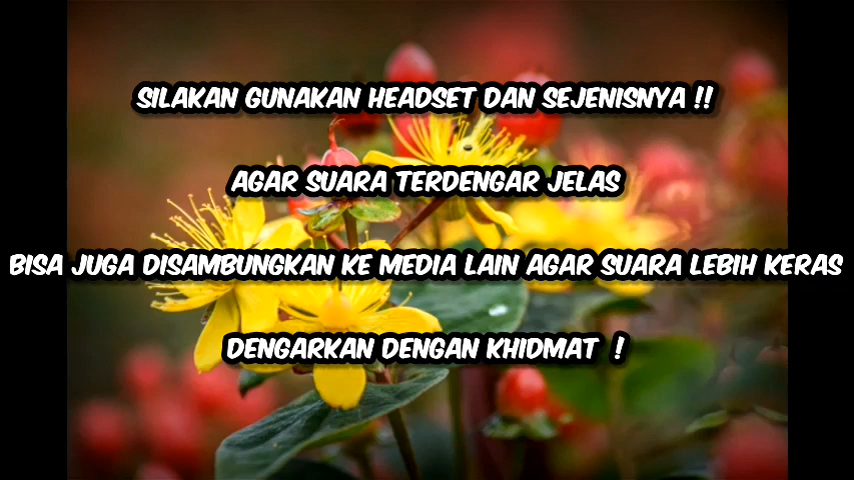 SILAKAN GUNAKAN HEADSET DAN SEJENISNYA !!
AGAR SUARA TERDENGAR JELAS
BISA JUGA DISAMBUNGKAN KE MEDIA LAIN AGAR SUARA LEBIH KERAS
DENGARKAN DENGAN KHIDMAT !